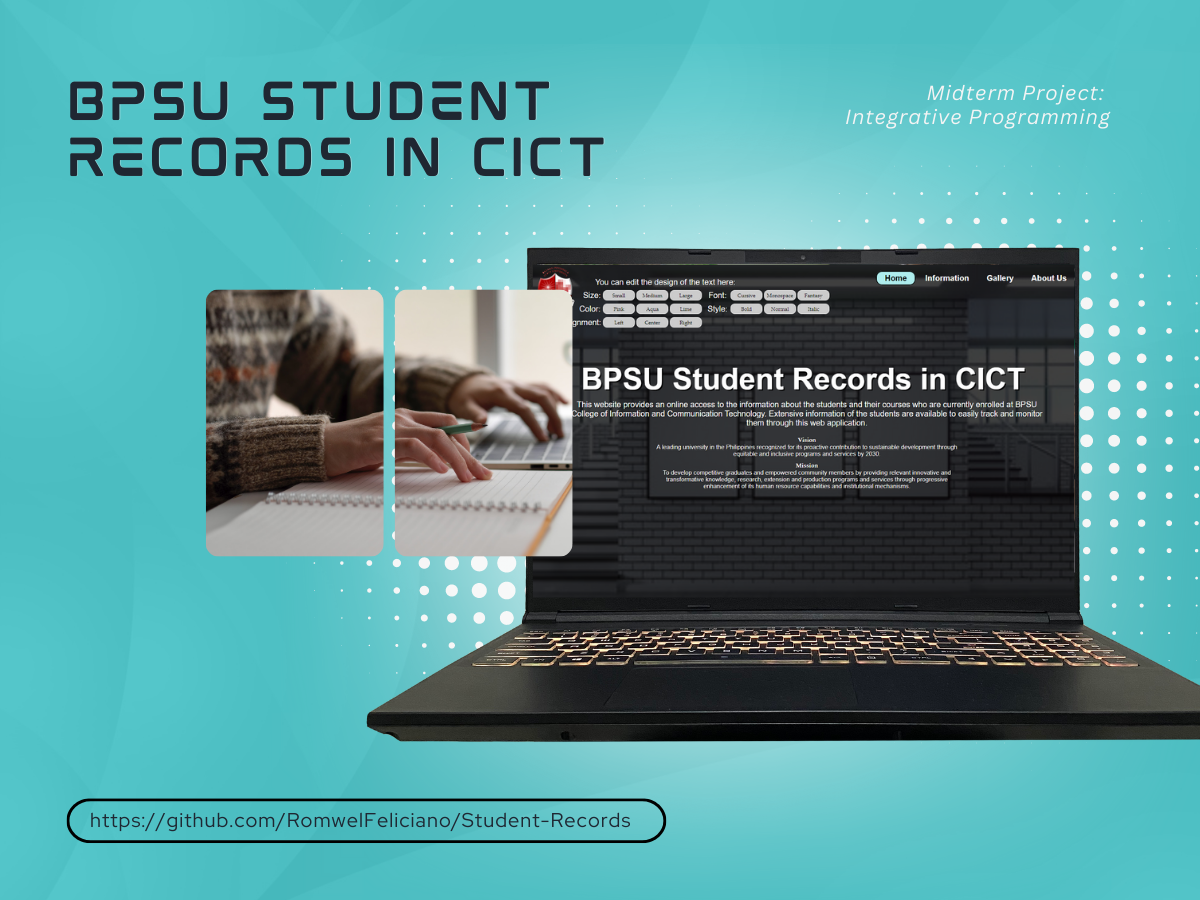 BPSU STUDENT
RECORDS IN CICT
Midterm Project:
Integrative Programming
Home Information Gallery About Us
You can edit the design of the text here:
Size: Small Medium Large Font: Cursive Monospace Fantasy
Color: Pink Aqua Lime Style: Bold Normal Italic
gnment: Left Center Right
BPSU Student Records in CICT
This website provides an online access to the information about the students and their courses who are currently enrolled at BPSU
College of Information and Communication Technology. Extensive information of the students are available to easily track and monitor
them through this web application.
Vission
A leading university in the Philippines recognized for its proactive contribution to sustainable development through
equitable and inclusive programs and services by 2030.
Mission
To develop competitive graduates and empowered community members by providing relevant innovative and
transformative knowledge, research, extension and production programs and services through progressive
enhancement of its human resource capabilities and institutional mechanisms.
https://github.com/RomwelFeliciano/Student-Records